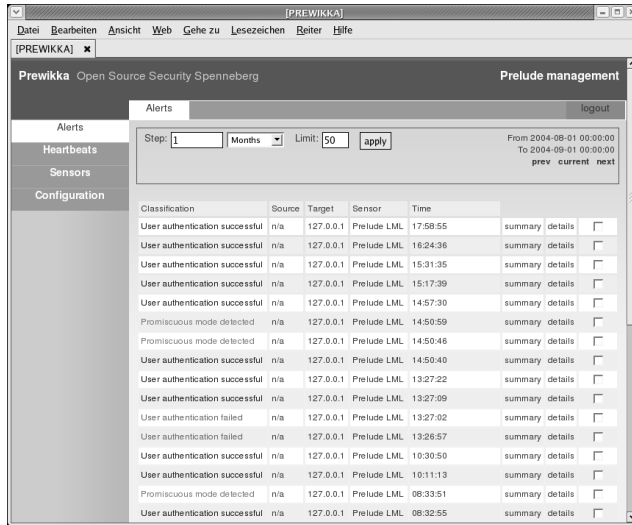 [PREWIKKA]
Datei Bearbeiten Ansicht Web Gehe zu Lesezeichen Reiter Hilfe
[PREWIKKA]
Prewikka Open Source Security Spenneberg Prelude management
Alerts logout
Alerts
Heartbeats
Sensors
Configuration
Step: 1 Months Limit: 50 apply
From 2004-08-01 00:00:00
To 2004-09-01 00:00:00
prev current next
Classification Source Target Sensor Time
User authentication successful n/a 127.0.0.1 Prelude LML 17:58:55 summary details
User authentication successful n/a 127.0.0.1 Prelude LML 16:24:36 summary details
User authentication successful n/a 127.0.0.1 Prelude LML 15:31:35 summary details
User authentication successful n/a 127.0.0.1 Prelude LML 15:17:39 summary details
User authentication successful n/a 127.0.0.1 Prelude LML 14:57:30 summary details
Promiscuous mode detected n/a 127.0.0.1 Prelude LML 14:50:59 summary details
Promiscuous mode detected n/a 127.0.0.1 Prelude LML 14:50:46 summary details
User authentication successful n/a 127.0.0.1 Prelude LML 14:50:40 summary details
User authentication successful n/a 127.0.0.1 Prelude LML 13:27:22 summary details
User authentication successful n/a 127.0.0.1 Prelude LML 13:27:09 summary details
User authentication failed n/a 127.0.0.1 Prelude LML 13:27:02 summary details
User authentication failed n/a 127.0.0.1 Prelude LML 13:26:57 summary details
User authentication successful n/a 127.0.0.1 Prelude LML 10:30:50 summary details
User authentication successful n/a 127.0.0.1 Prelude LML 10:11:13 summary details
Promiscuous mode detected n/a 127.0.0.1 Prelude LML 08:33:51 summary details
User authentication successful n/a 127.0.0.1 Prelude LML 08:32:55 summary details